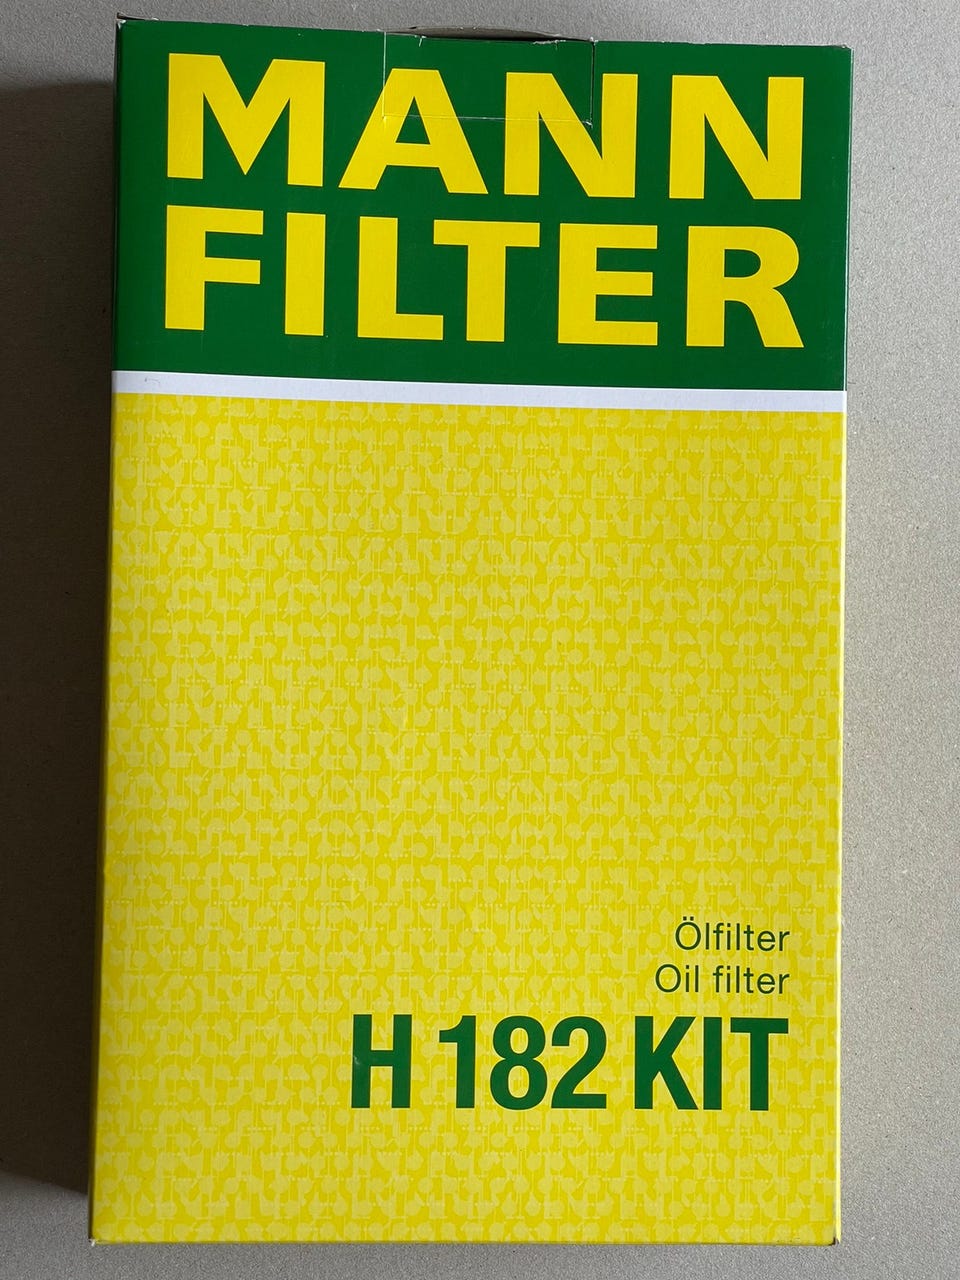 MANN
FILTER
Ölfilter
Oil filter
H 182 KIT